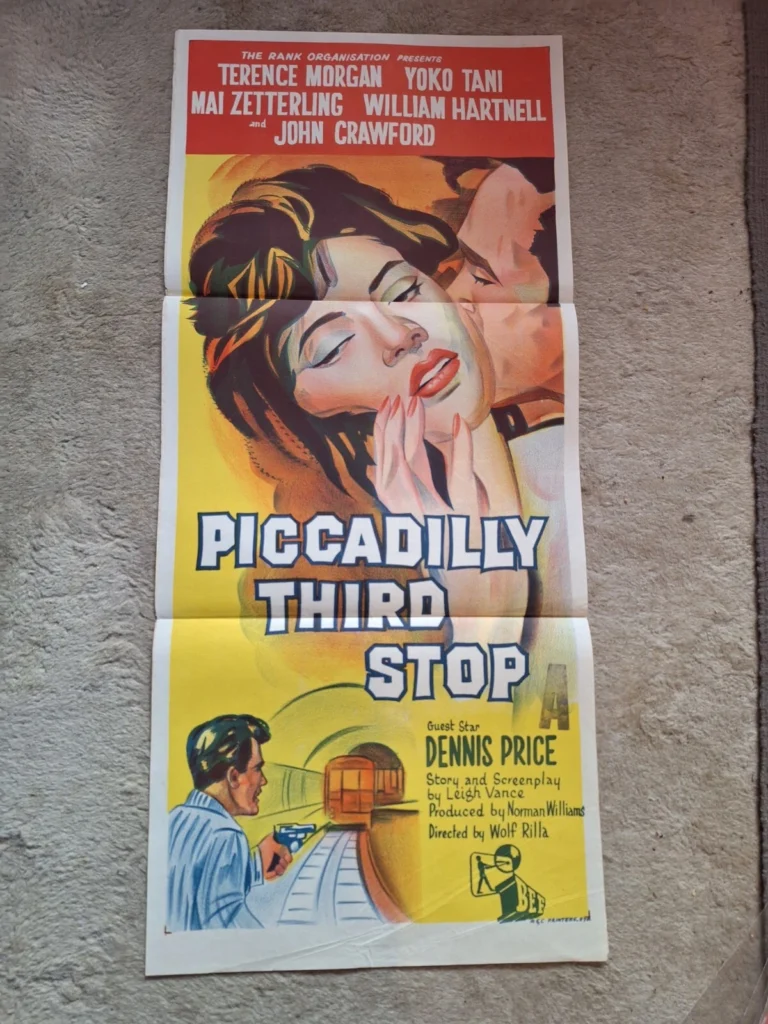 THE RANK ORGANISATION PRESENTS
TERENCE MORGAN YOKO TANI
MAI ZETTERLING WILLIAM HARTNELL
and JOHN CRAWFORD
PICCADILLY
THIRD
STOP
A
Guest Star
DENNIS PRICE
Story and Screenplay
by Leigh Vance
Produced by Norman Williams
Directed by Wolf Rilla
BEF